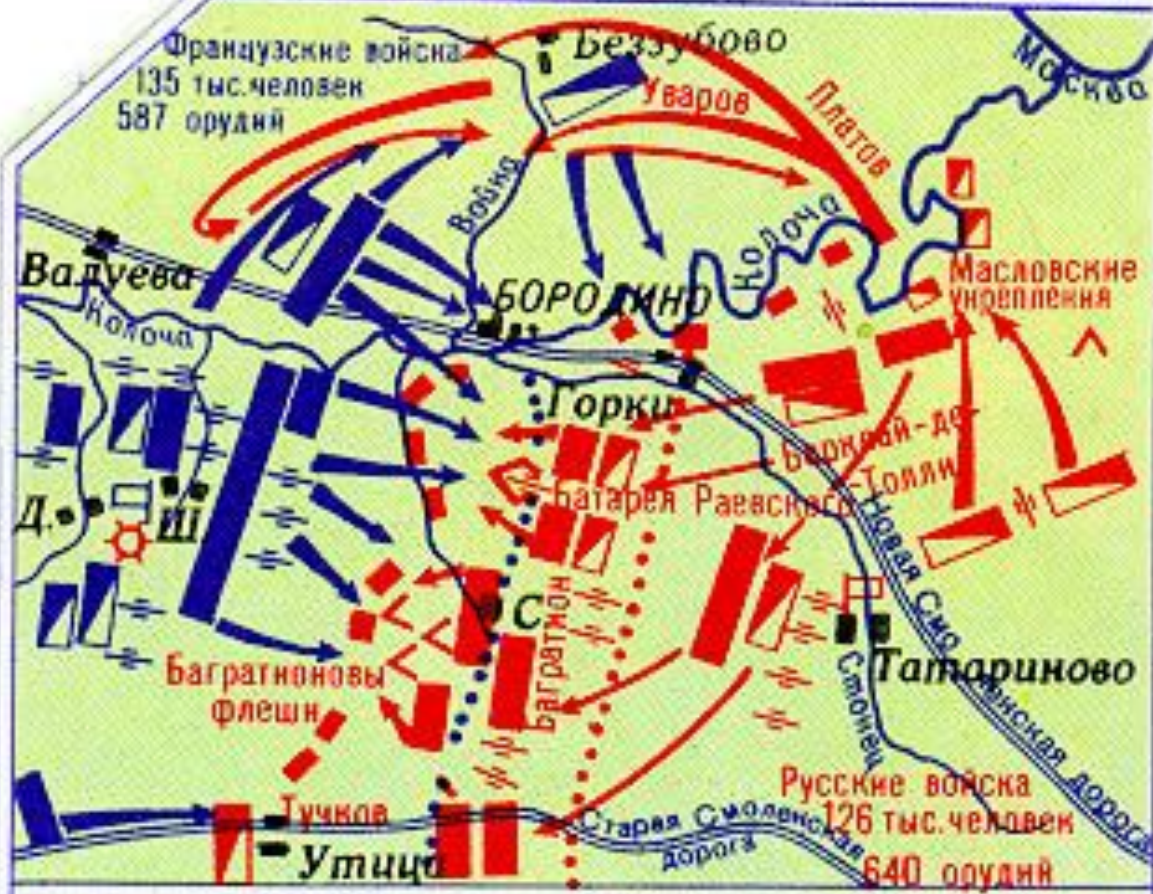 Французские войска
135 тыс.человек
587 орудий
Беззубово
Москва
Уваров
Платов
Война
Колоча
Валуева
Колоча
БОРОДИНО
Масловские
укрепления
Горки
Барклай-де-
-Толли
Батарея Раевского
Новая Смоленская дорога
Д.
Ш
С.
Багратион
Багратионовы
флеши
Татариново
Стонец
Русские войска
126 тыс.человек
640 орудий
Тучков
Утица
Старая Смоленская
дорога